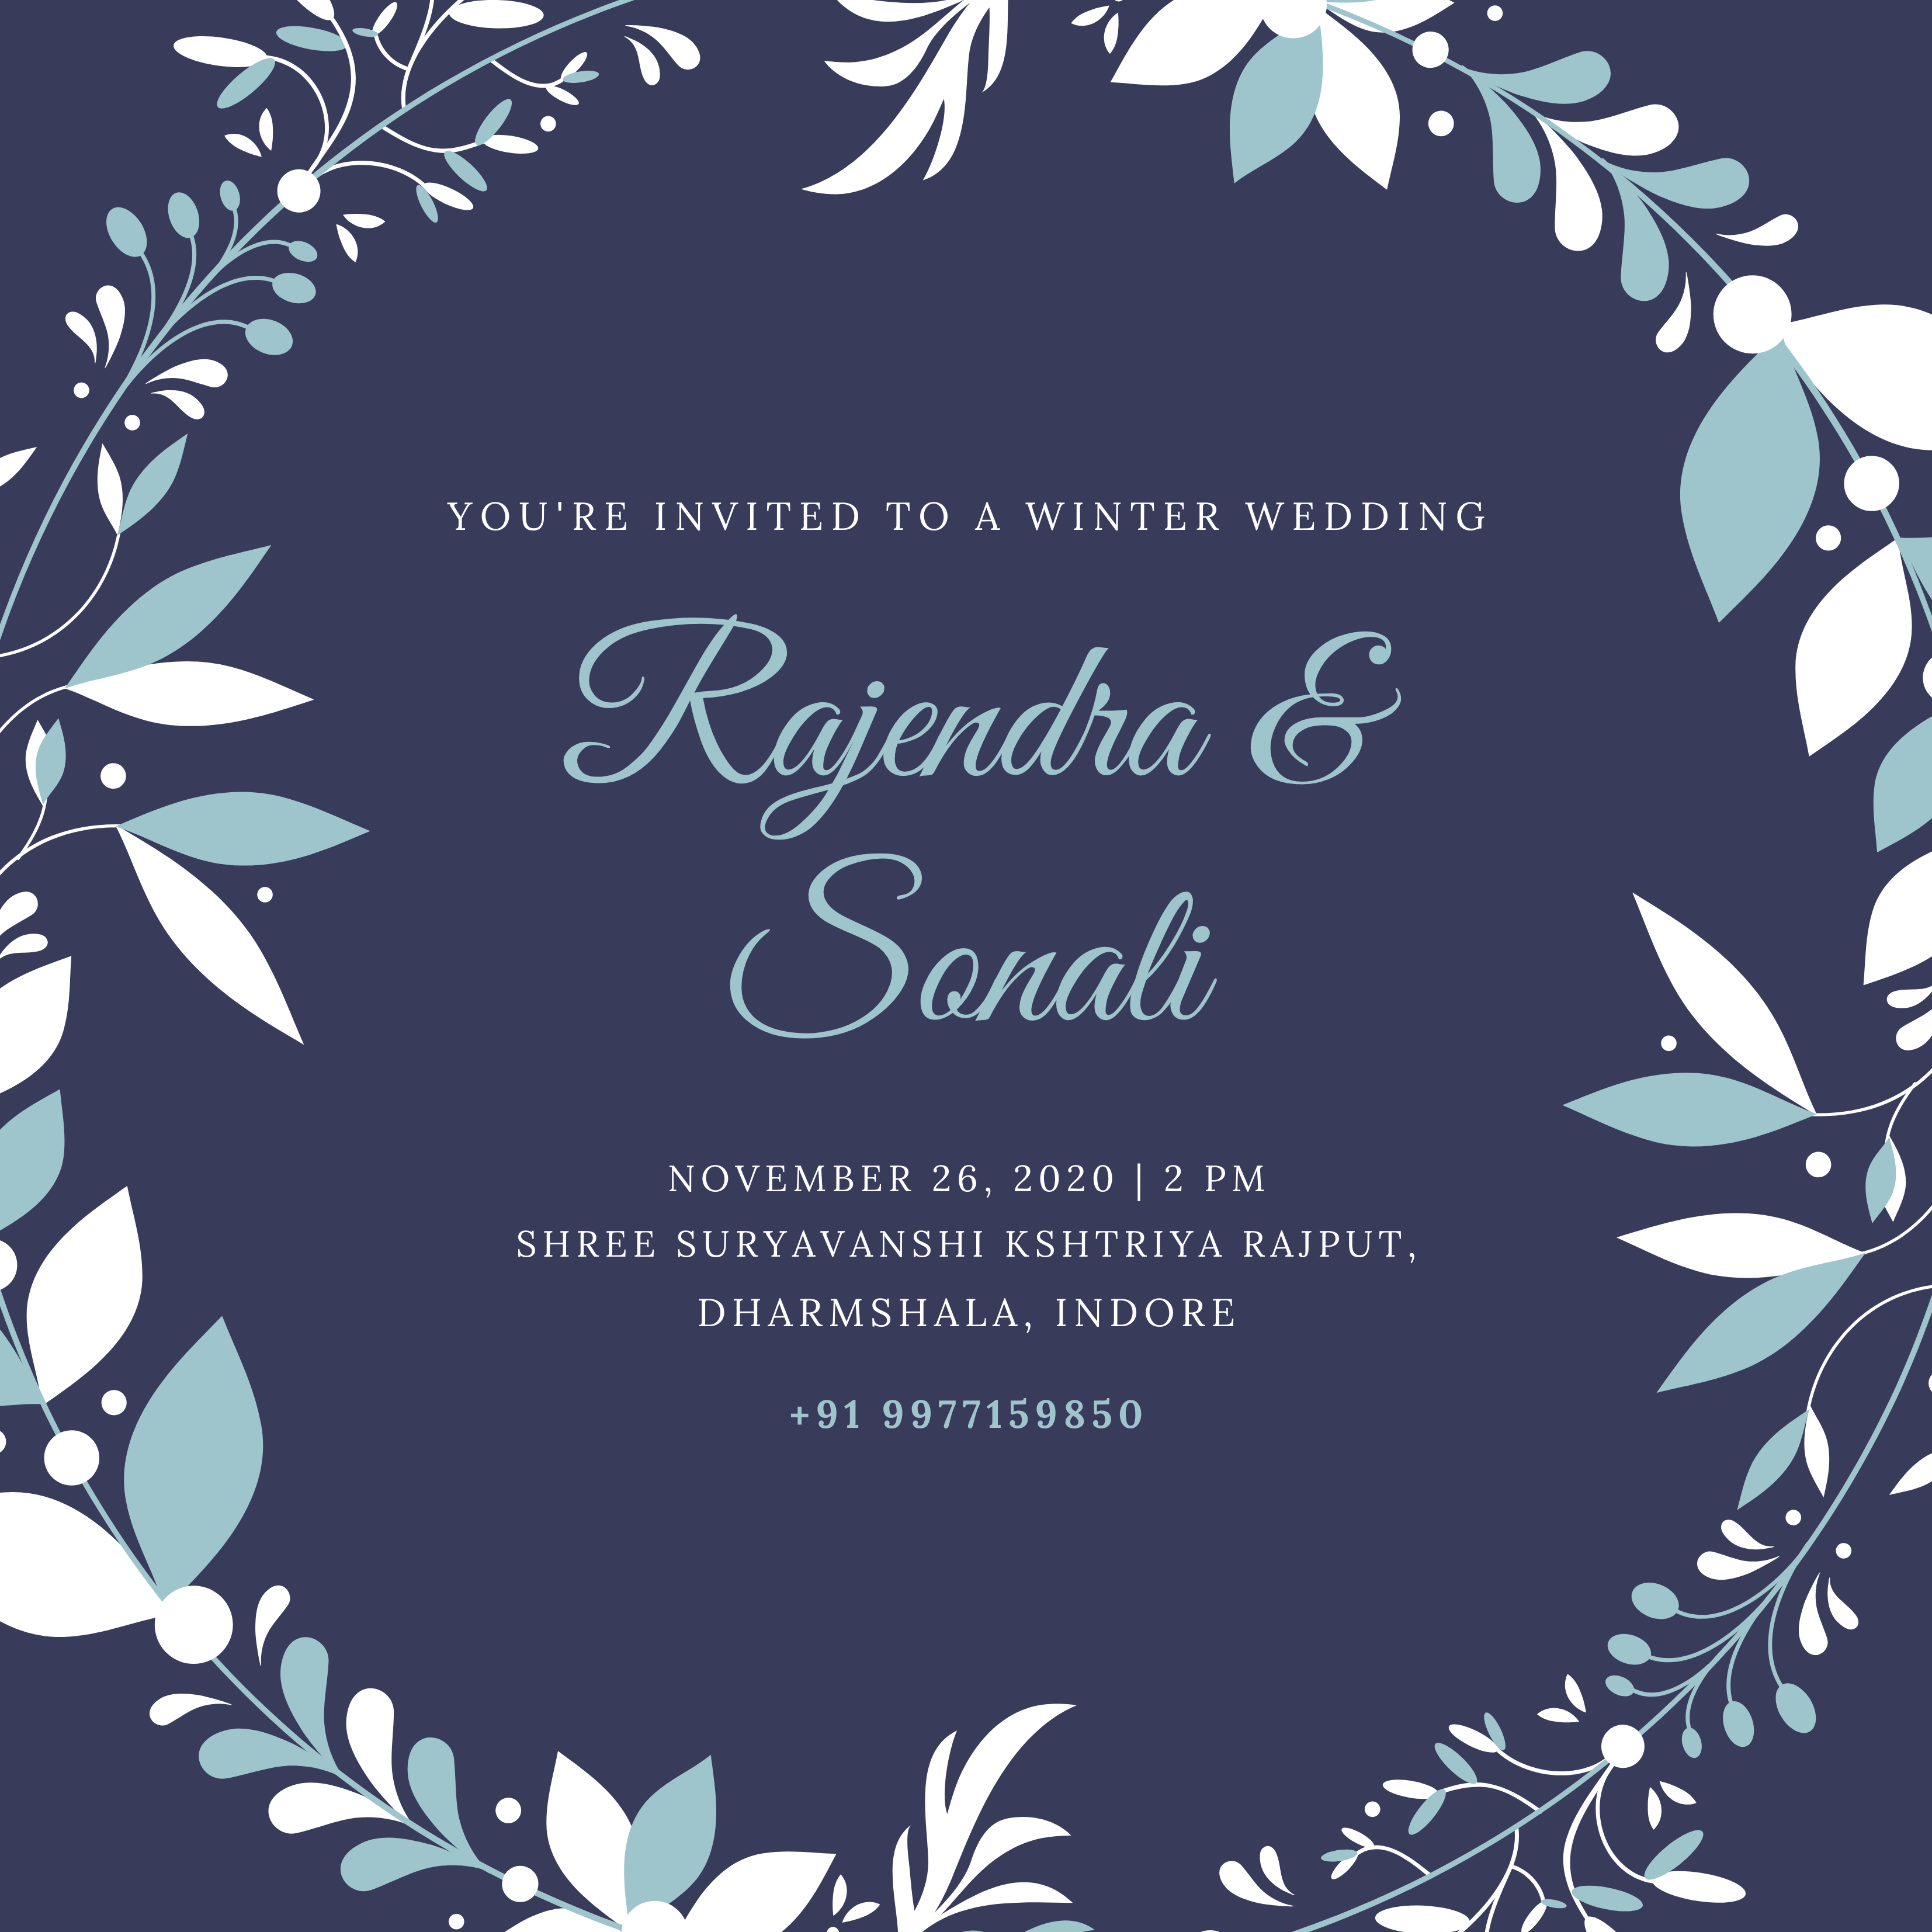 YOU'RE INVITED TO A WINTER WEDDING
Rajendra &
Sonali
NOVEMBER 26, 2020 | 2 PM
SHREE SURYAVANSHI KSHTRIYA RAJPUT,
DHARMSHALA, INDORE
+91 9977159850